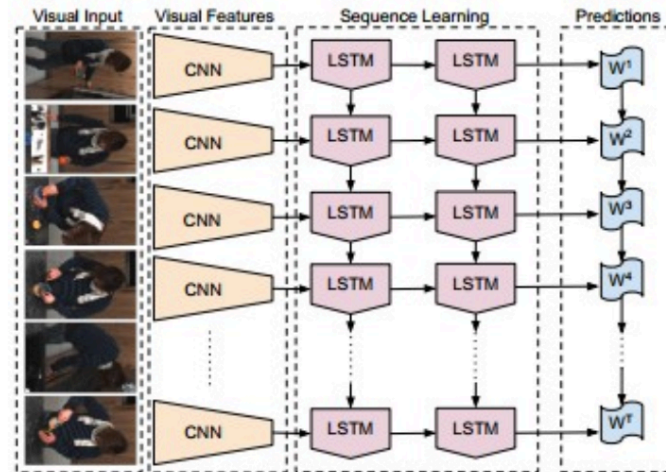 Visual Input Visual Features Sequence Learning Predictions
CNN LSTM LSTM W¹
CNN LSTM LSTM W²
CNN LSTM LSTM W³
CNN LSTM LSTM W⁴
CNN LSTM LSTM Wᵀ